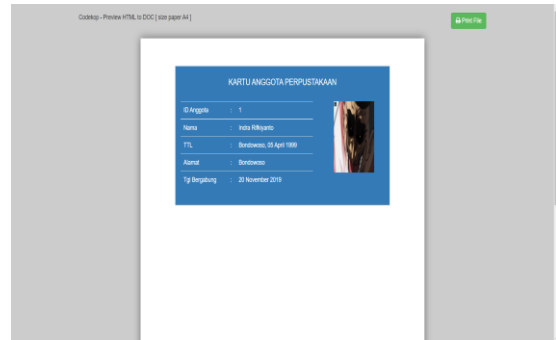 Codekop - Preview HTML to DOC [ size paper A4 ]
Print File
KARTU ANGGOTA PERPUSTAKAAN
ID Anggota : 1
Nama : Indra Rifkiyanto
TTL : Bondowoso, 05 April 1999
Alamat : Bondowoso
Tgl Bergabung : 20 November 2019